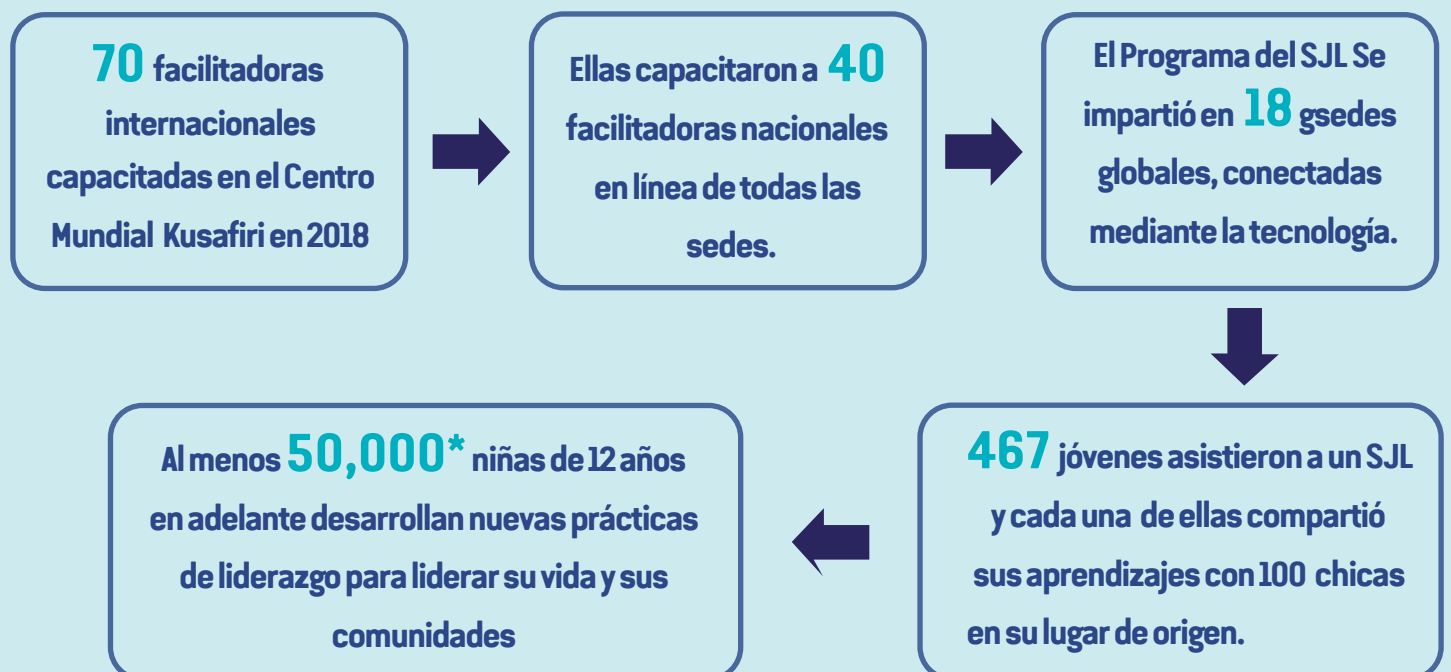 70 facilitadoras
internacionales
capacitadas en el Centro
Mundial Kusafiri en 2018
Ellas capacitaron a 40
facilitadoras nacionales
en línea de todas las
sedes.
El Programa del SJL Se
impartió en 18 gsedes
globales, conectadas
mediante la tecnología.
467 jóvenes asistieron a un SJL
y cada una de ellas compartió
sus aprendizajes con 100 chicas
en su lugar de origen.
Al menos 50,000* niñas de 12 años
en adelante desarrollan nuevas prácticas
de liderazgo para liderar su vida y sus
comunidades